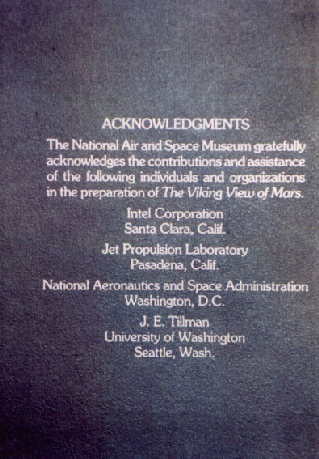 ACKNOWLEDGMENTS
The National Air and Space Museum gratefully
acknowledges the contributions and assistance
of the following individuals and organizations
in the preparation of The Viking View of Mars.
Intel Corporation
Santa Clara, Calif.
Jet Propulsion Laboratory
Pasadena, Calif.
National Aeronautics and Space Administration
Washington, D.C.
J. E. Tillman
University of Washington
Seattle, Wash.